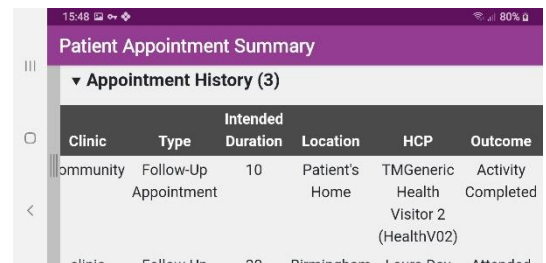 15:48 80%
Patient Appointment Summary
▼ Appointment History (3)
Intended
Clinic Type Duration Location HCP Outcome
ommunity Follow-Up 10 Patient's TMGeneric Activity
Appointment Home Health Completed
Visitor 2
(HealthV02)